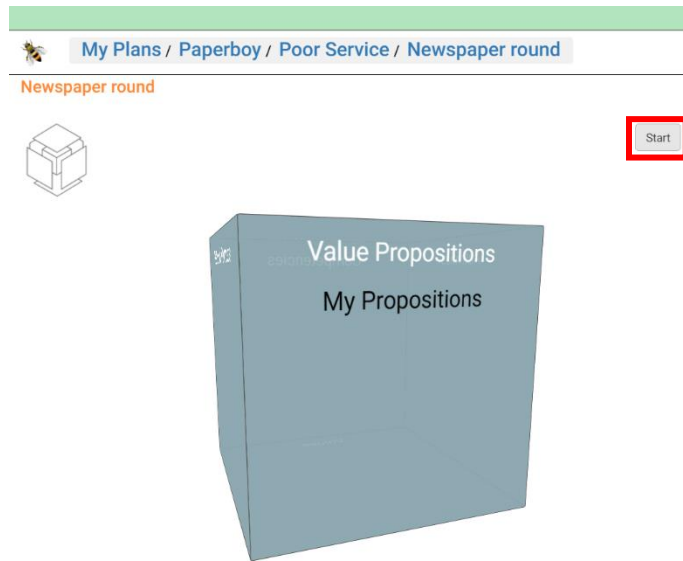 My Plans / Paperboy / Poor Service / Newspaper round
Newspaper round
Start
Value Propositions
My Propositions